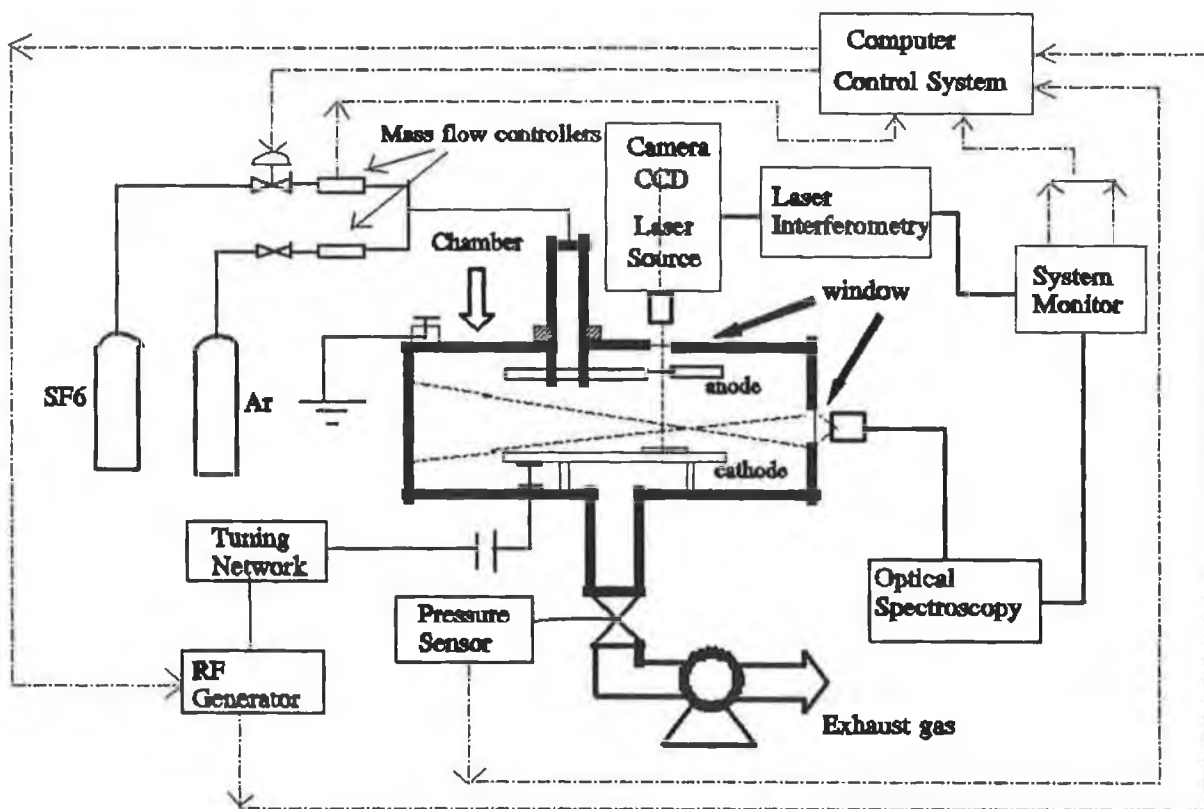 Computer
Control System
Mass flow controllers
Camera
CCD
Laser
Source
Laser
Interferometry
Chamber
window
System
Monitor
SF6
Ar
anode
cathode
Tuning
Network
Optical
Spectroscopy
Pressure
Sensor
RF
Generator
Exhaust gas